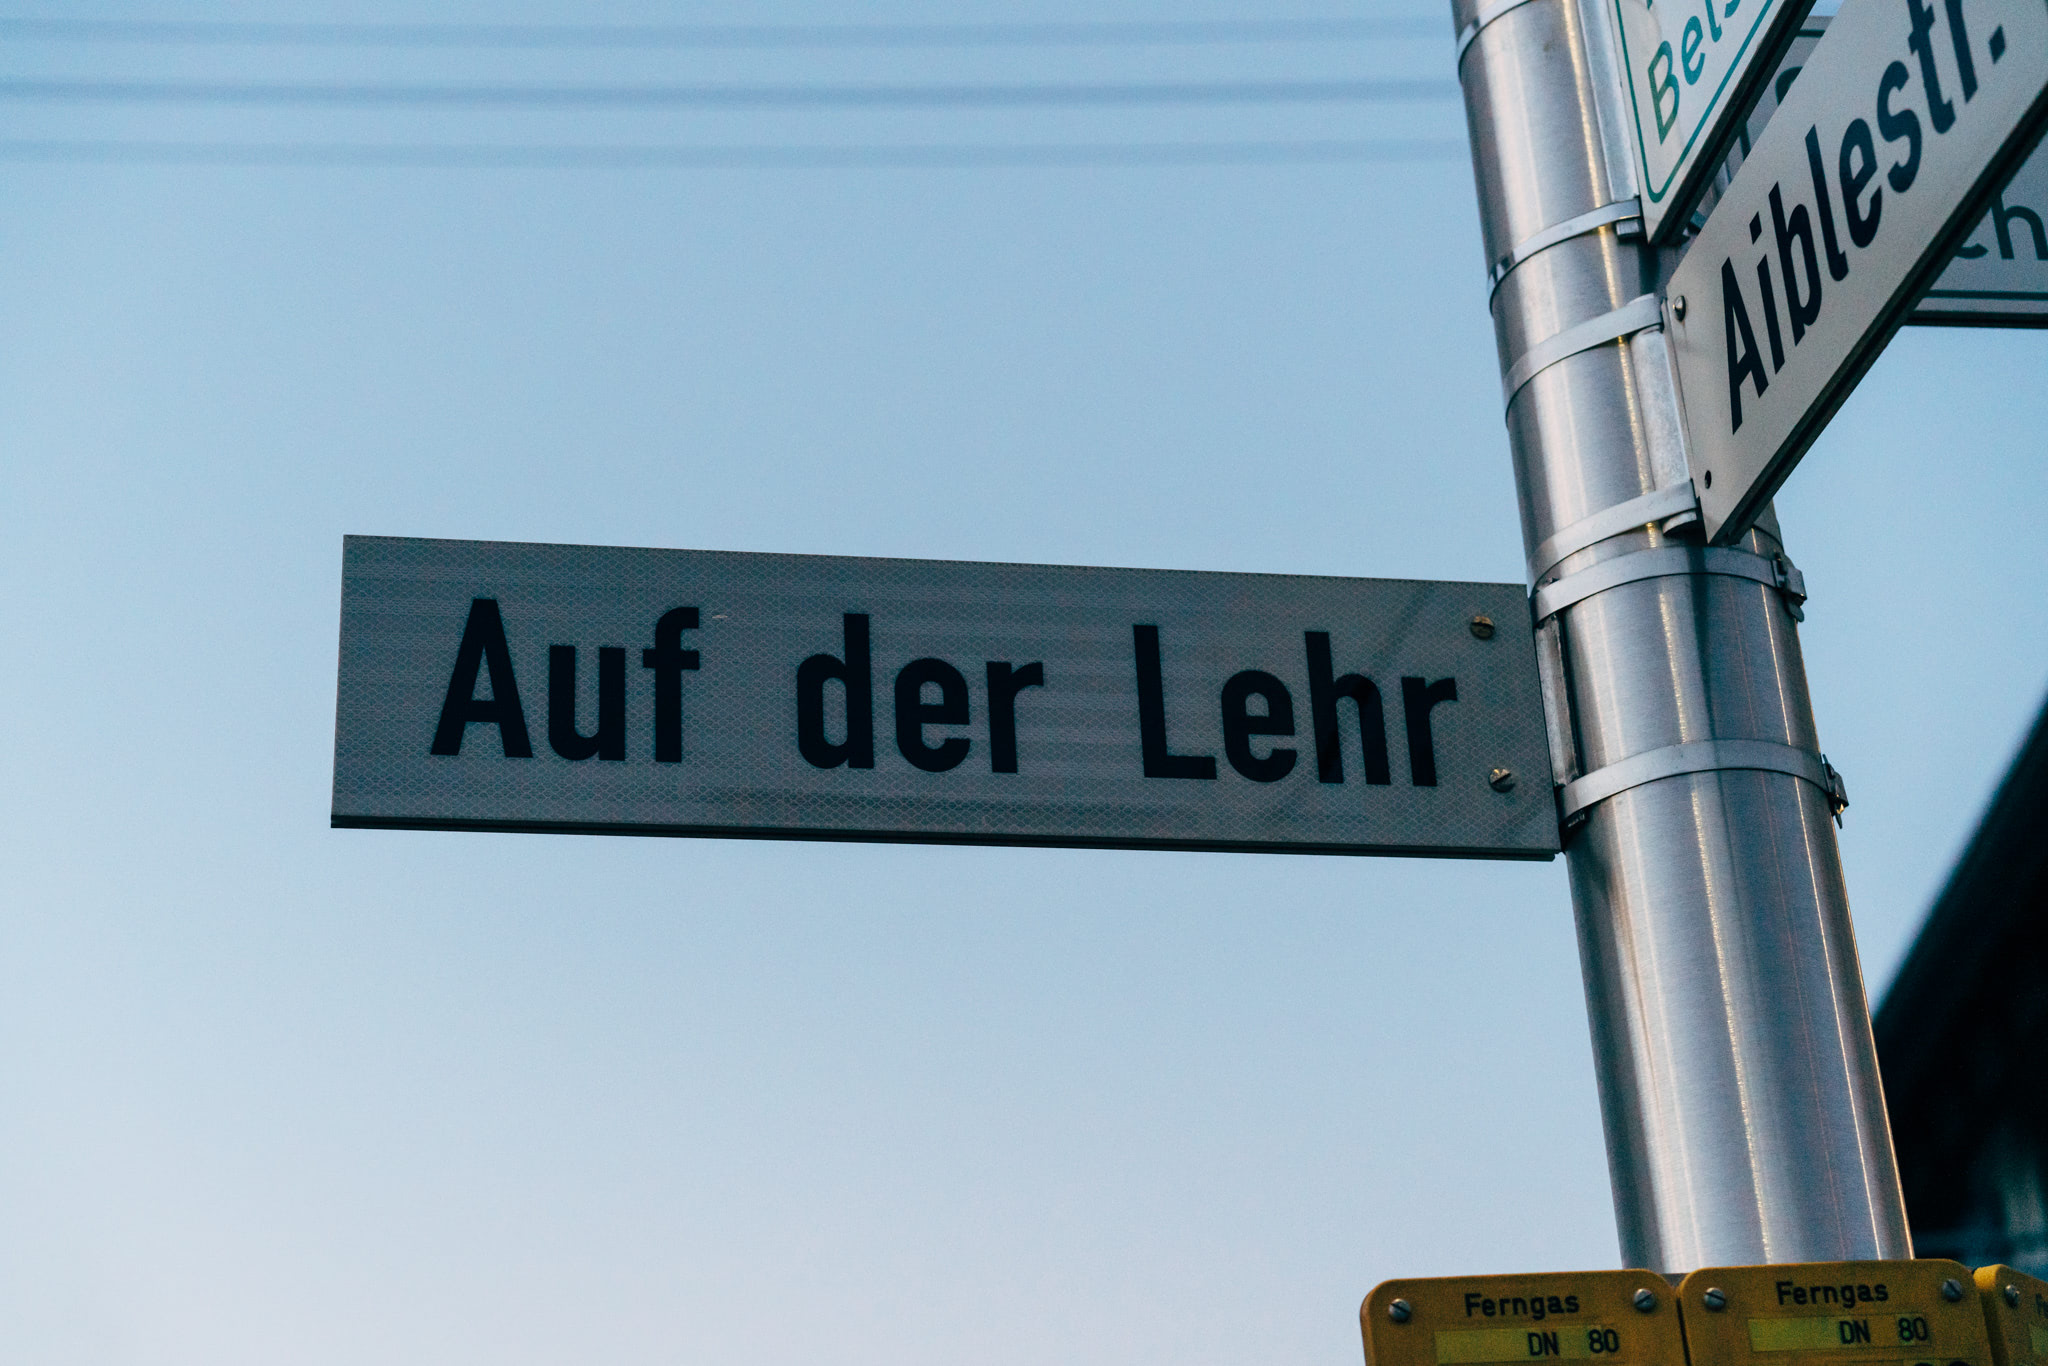 Aiblestr.
Auf der Lehr
Ferngas
DN 80
Ferngas
DN 80